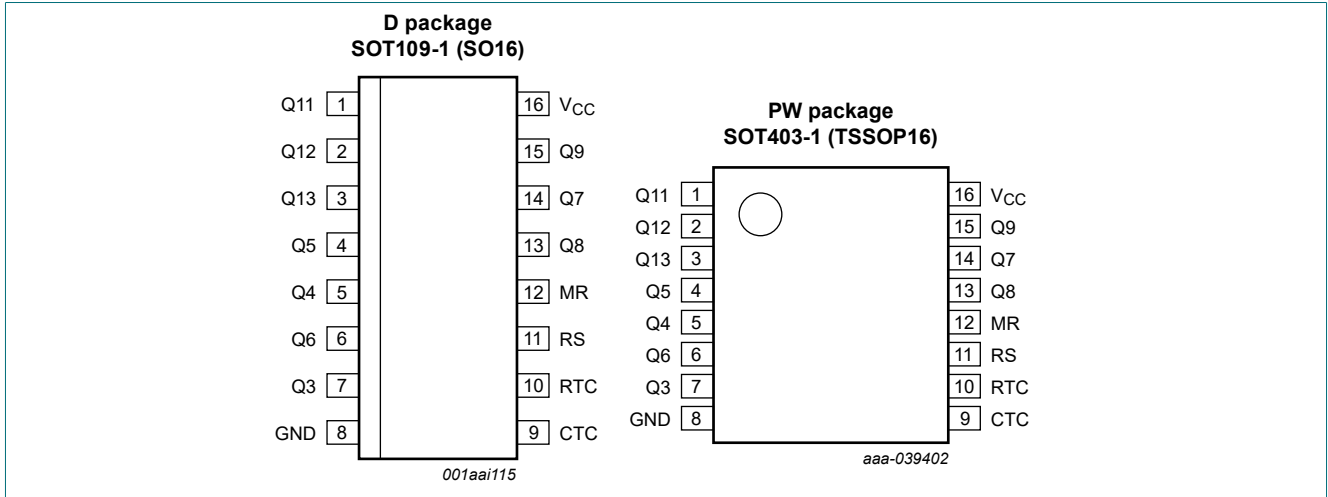 D package
SOT109-1 (SO16)
Q11 1 16 VCC
Q12 2 15 Q9
Q13 3 14 Q7
Q5 4 13 Q8
Q4 5 12 MR
Q6 6 11 RS
Q3 7 10 RTC
GND 8 9 CTC
001aai115
PW package
SOT403-1 (TSSOP16)
Q11 1 16 VCC
Q12 2 15 Q9
Q13 3 14 Q7
Q5 4 13 Q8
Q4 5 12 MR
Q6 6 11 RS
Q3 7 10 RTC
GND 8 9 CTC
aaa-039402